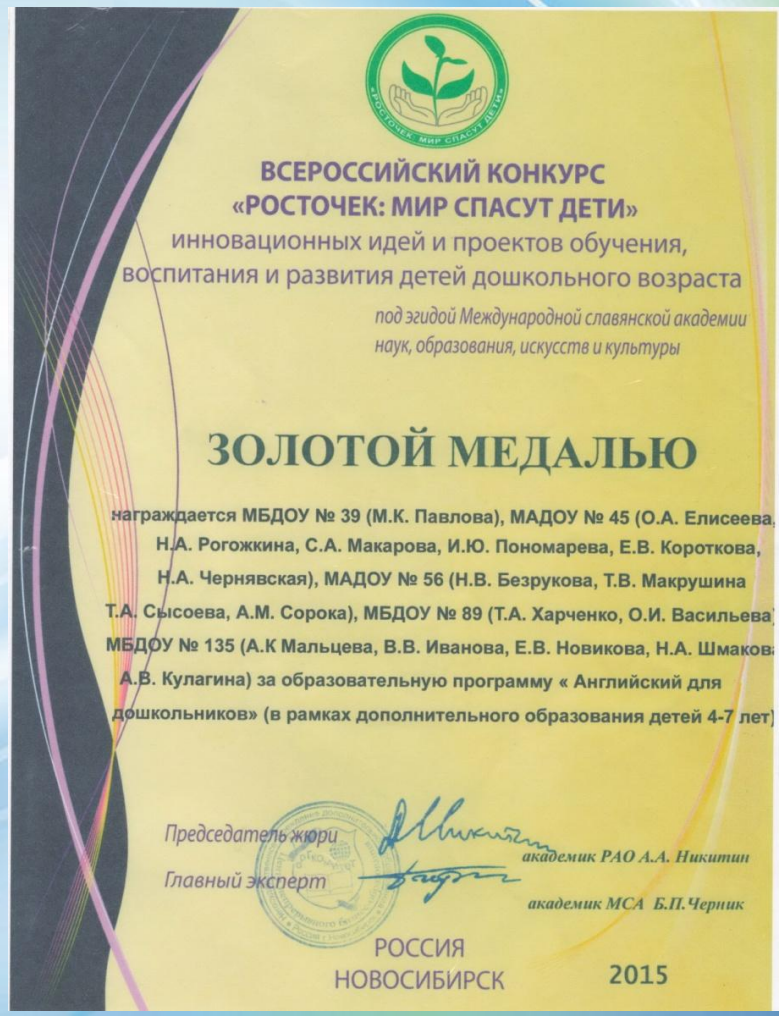 «РОСТОЧЕК: МИР СПАСУТ ДЕТИ»
ВСЕРОССИЙСКИЙ КОНКУРС
«РОСТОЧЕК: МИР СПАСУТ ДЕТИ»
инновационных идей и проектов обучения,
воспитания и развития детей дошкольного возраста
под эгидой Международной славянской академии
наук, образования, искусств и культуры
ЗОЛОТОЙ МЕДАЛЬЮ
награждается МБДОУ № 39 (М.К. Павлова), МАДОУ № 45 (О.А. Елисеева,
Н.А. Рогожкина, С.А. Макарова, И.Ю. Пономарева, Е.В. Короткова,
Н.А. Чернявская), МАДОУ № 56 (Н.В. Безрукова, Т.В. Макрушина
Т.А. Сысоева, А.М. Сорока), МБДОУ № 89 (Т.А. Харченко, О.И. Васильева)
МБДОУ № 135 (А.К Мальцева, В.В. Иванова, Е.В. Новикова, Н.А. Шмакова
А.В. Кулагина) за образовательную программу « Английский для
дошкольников» (в рамках дополнительного образования детей 4-7 лет)
Председатель жюри
академик РАО А.А. Никитин
Главный эксперт
академик МСА Б.П.Черник
РОССИЯ
НОВОСИБИРСК
2015